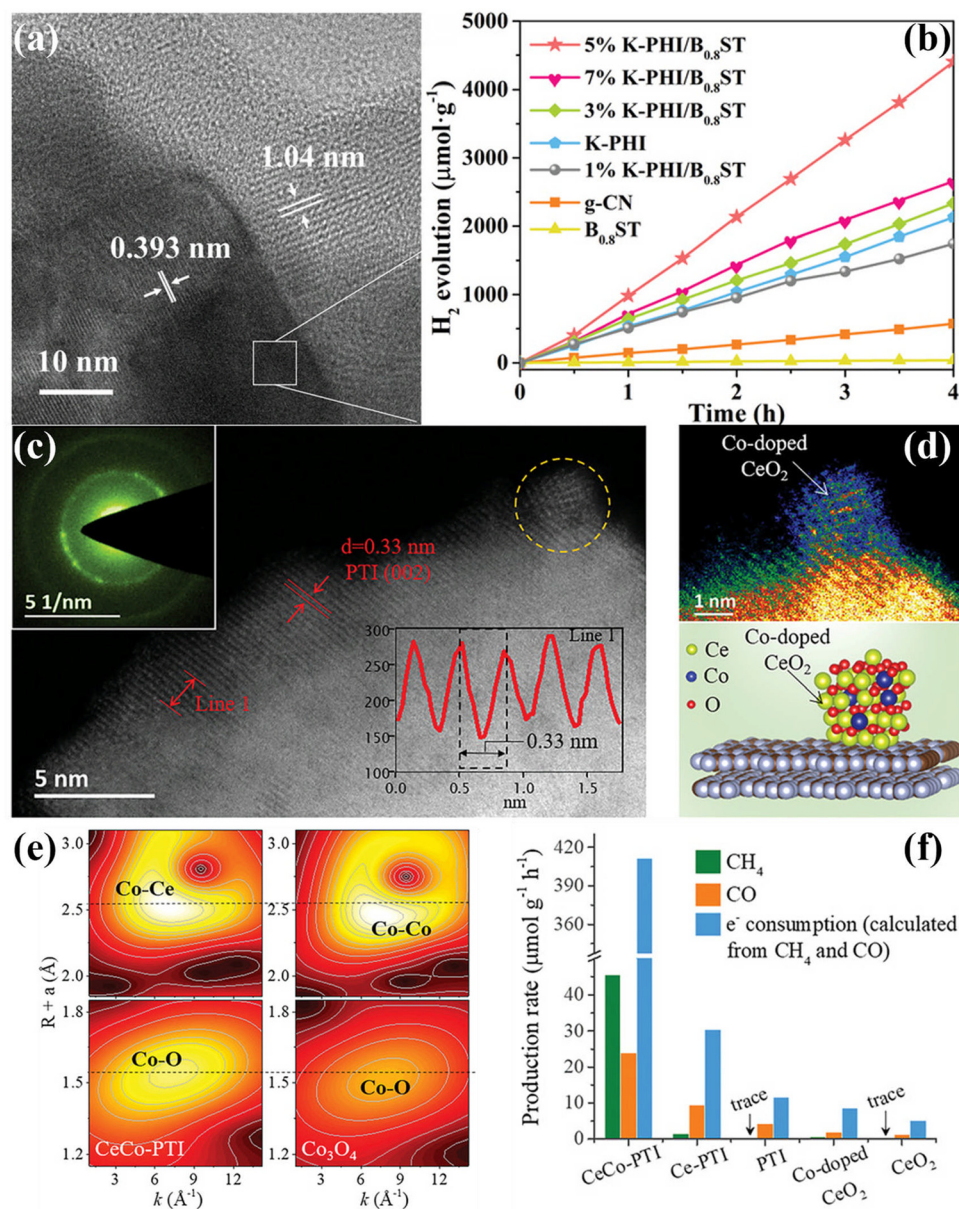 (a)
1.04 nm
0.393 nm
10 nm
(b)
H₂ evolution (μmol·g⁻¹)
5000
4000
3000
2000
1000
0
5% K-PHI/B₀.₈ST
7% K-PHI/B₀.₈ST
3% K-PHI/B₀.₈ST
K-PHI
1% K-PHI/B₀.₈ST
g-CN
B₀.₈ST
0 1 2 3 4
Time (h)
(c)
5 1/nm
d=0.33 nm
PTI (002)
Line 1
5 nm
Line 1
300
250
200
150
100
0.33 nm
0.0 0.5 1.0 1.5
nm
(d)
Co-doped
CeO₂
1 nm
Co-doped
CeO₂
Ce
Co
O
(e)
R + a (Å)
3.0
2.5
2.0
1.8
1.5
1.2
Co-Ce
Co-Co
Co-O
Co-O
CeCo-PTI
Co₃O₄
3 6 9 12
3 6 9 12
k (Å⁻¹)
k (Å⁻¹)
(f)
Production rate (μmol g⁻¹ h⁻¹)
420
390
360
40
30
20
10
0
CH₄
CO
e⁻ consumption (calculated
from CH₄ and CO)
trace
trace
CeCo-PTI
Ce-PTI
PTI
Co-doped
CeO₂
CeO₂